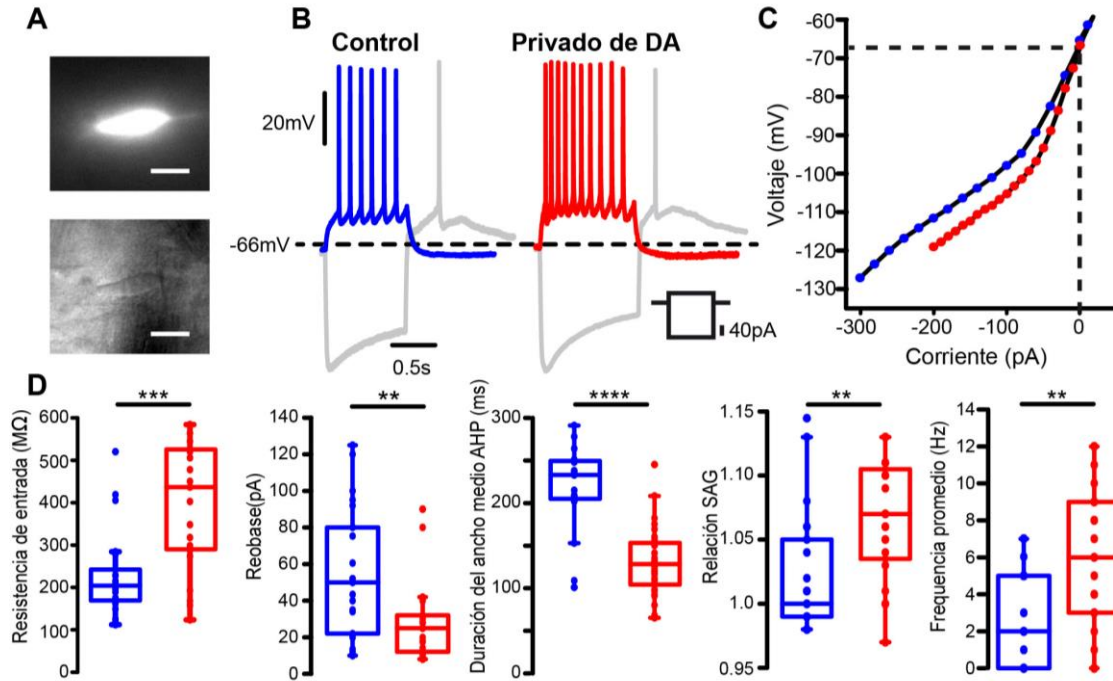 A
B
Control
Privado de DA
20mV
-66mV
0.5s
40pA
C
-60
-70
-80
-90
-100
-110
-120
-130
Voltaje (mV)
-300
-200
-100
0
Corriente (pA)
D
Resistencia de entrada (MΩ)
600
500
400
300
200
100
0
***
Reobase(pA)
140
120
100
80
60
40
20
0
**
Duración del ancho medio AHP (ms)
300
200
100
0
****
Relación SAG
1.15
1.10
1.05
1.0
0.95
**
Frequencia promedio (Hz)
14
12
10
8
6
4
2
0
**